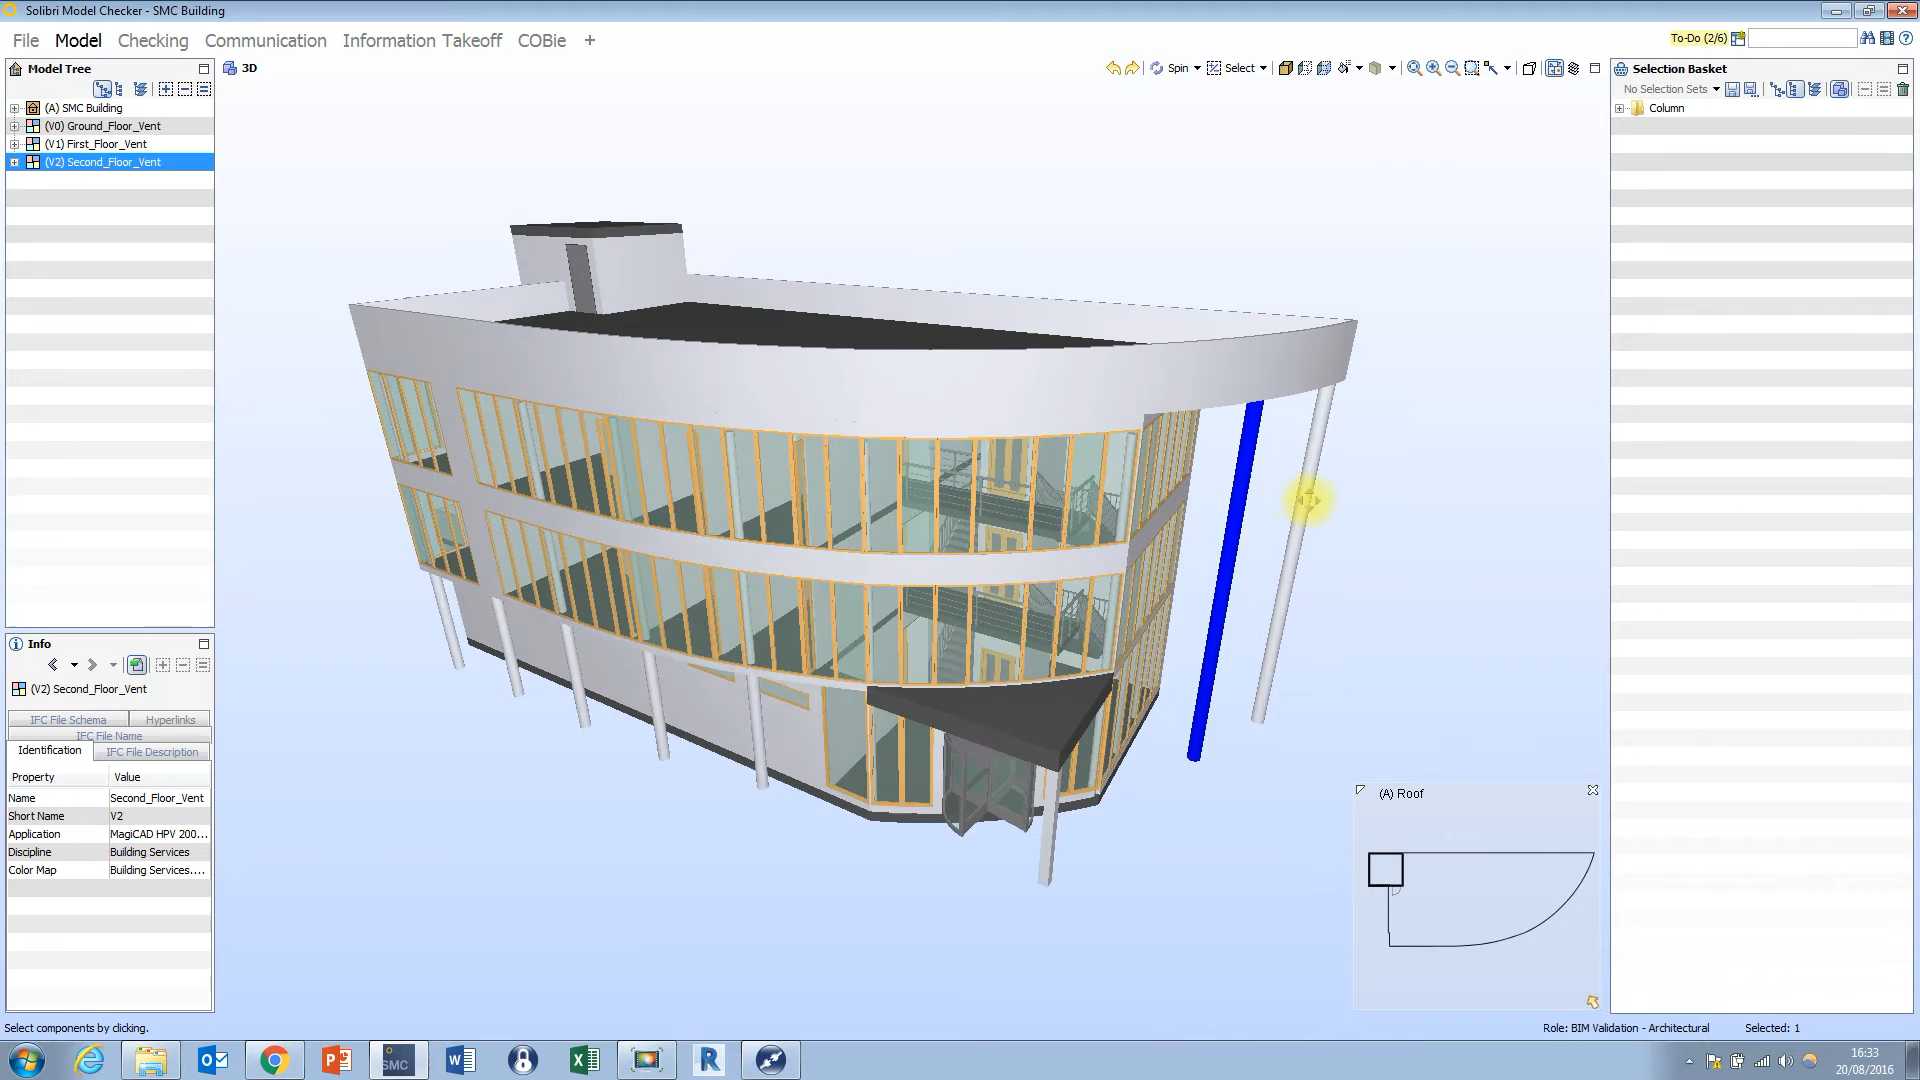 Solibri Model Checker - SMC Building
File Model Checking Communication Information Takeoff COBie +
To-Do (2/6)
Model Tree
3D
Spin
Select
Selection Basket
No Selection Sets
(A) SMC Building
(V0) Ground_Floor_Vent
(V1) First_Floor_Vent
(V2) Second_Floor_Vent
Column
Info
(V2) Second_Floor_Vent
IFC File Schema Hyperlinks
IFC File Name
Identification IFC File Description
Property Value
Name Second_Floor_Vent
Short Name V2
Application MagiCAD HPV 200...
Discipline Building Services
Color Map Building Services....
(A) Roof
Select components by clicking.
Role: BIM Validation - Architectural Selected: 1
SMC
16:33
20/08/2016